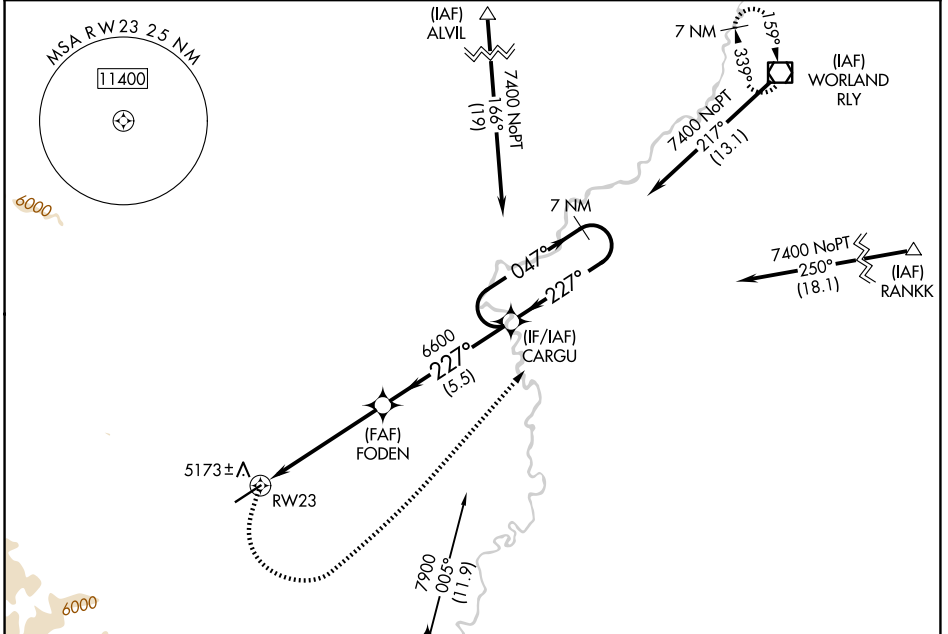 MSA RW23 25 NM
11400
(IAF)
ALVIL
7400 NoPT
166°
(19)
7 NM
159°
339°
(IAF)
WORLAND
RLY
7400 NoPT
217°
(13.1)
6000
7 NM
047°
227°
7400 NoPT
250°
(18.1)
(IAF)
RANKK
(IF/IAF)
CARGU
6600
227°
(5.5)
(FAF)
FODEN
5173±
RW23
7900
005°
(11.9)
6000